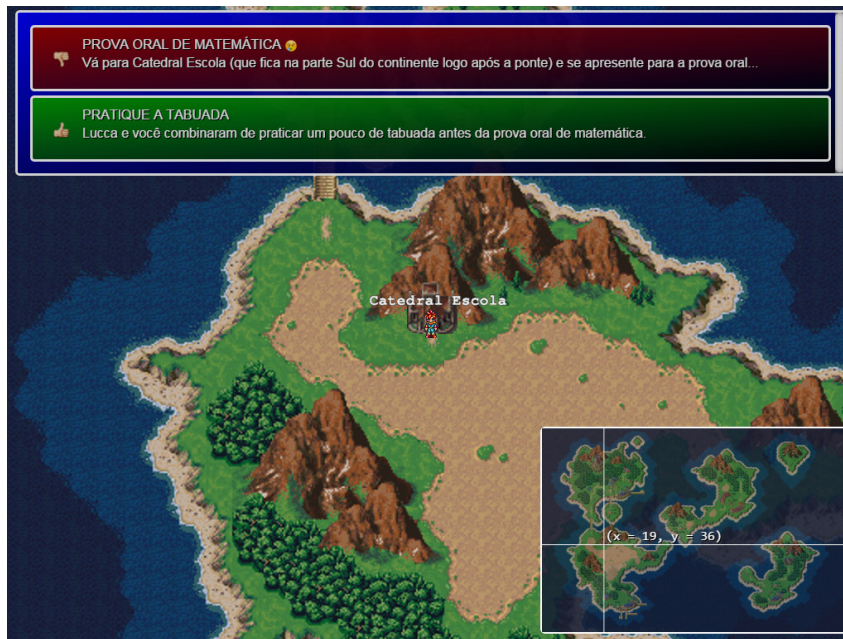 PROVA ORAL DE MATEMÁTICA 😢
Vá para Catedral Escola (que fica na parte Sul do continente logo após a ponte) e se apresente para a prova oral...
PRATIQUE A TABUADA
Lucca e você combinaram de praticar um pouco de tabuada antes da prova oral de matemática.
Catedral Escola
(x = 19, y = 36)